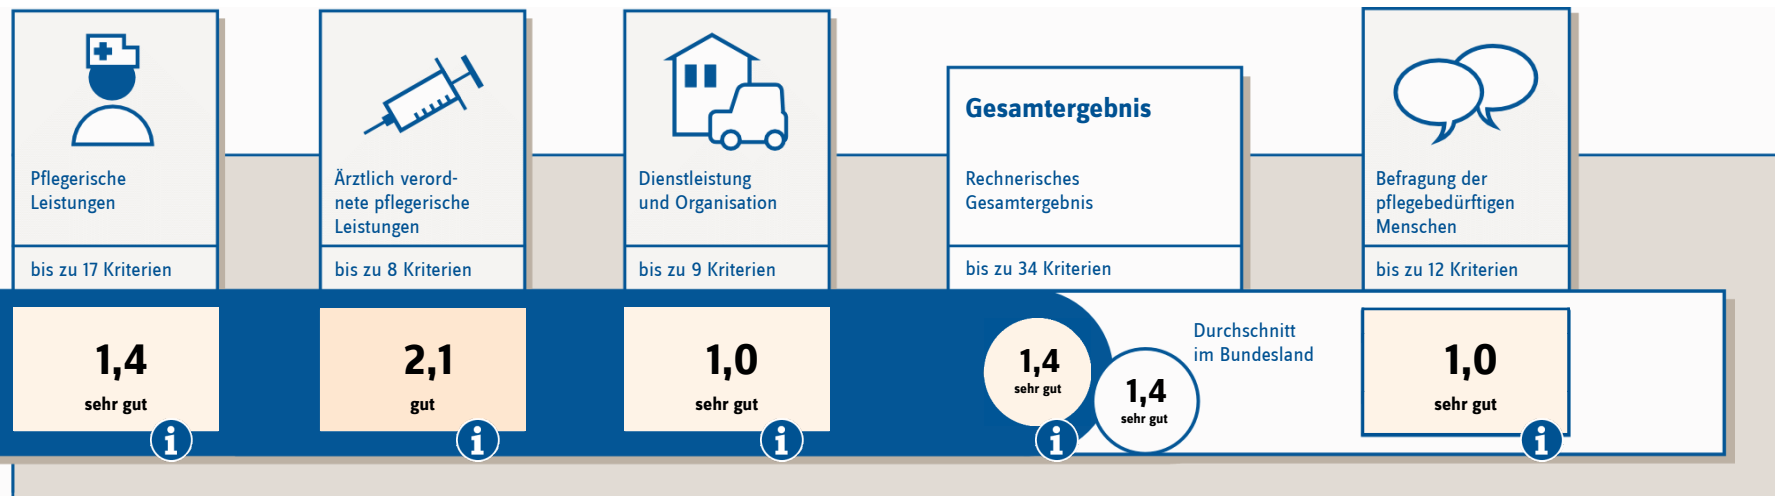 Pflegerische
Leistungen
bis zu 17 Kriterien
1,4
sehr gut
i
Ärztlich verord-
nete pflegerische
Leistungen
bis zu 8 Kriterien
2,1
gut
i
Dienstleistung
und Organisation
bis zu 9 Kriterien
1,0
sehr gut
i
Gesamtergebnis
Rechnerisches
Gesamtergebnis
bis zu 34 Kriterien
1,4
sehr gut
i
Durchschnitt
im Bundesland
1,4
sehr gut
Befragung der
pflegebedürftigen
Menschen
bis zu 12 Kriterien
1,0
sehr gut
i